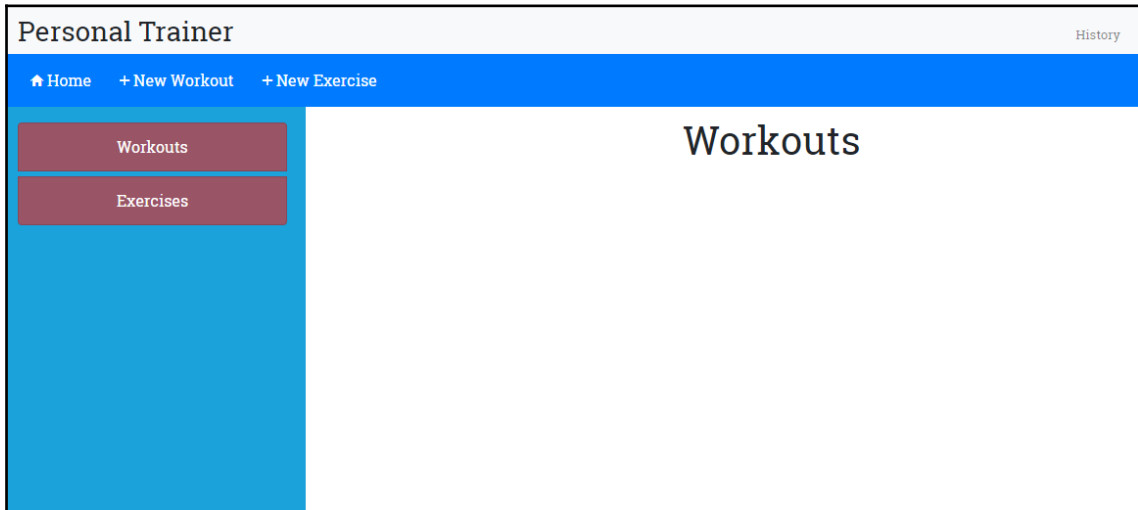 Personal Trainer
History
Home
+ New Workout
+ New Exercise
Workouts
Exercises
Workouts